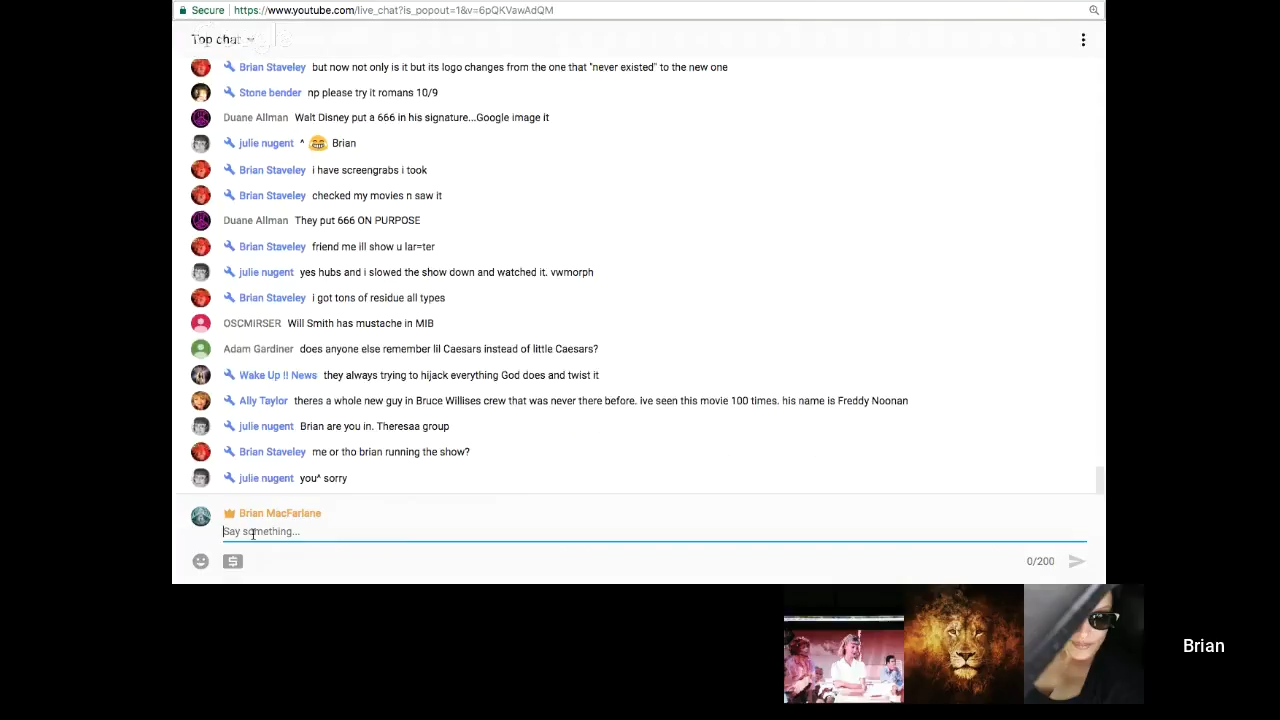 Secure https://www.youtube.com/live_chat?is_popout=1&v=6pQKVawAdQM
Top chat
Brian Staveley but now not only is it but its logo changes from the one that "never existed" to the new one
Stone bender np please try it romans 10/9
Duane Allman Walt Disney put a 666 in his signature...Google image it
julie nugent ^ 😂 Brian
Brian Staveley i have screengrabs i took
Brian Staveley checked my movies n saw it
Duane Allman They put 666 ON PURPOSE
Brian Staveley friend me ill show u lar=ter
julie nugent yes hubs and i slowed the show down and watched it. vwmorph
Brian Staveley i got tons of residue all types
OSCMIRSER Will Smith has mustache in MIB
Adam Gardiner does anyone else remember lil Caesars instead of little Caesars?
Wake Up !! News they always trying to hijack everything God does and twist it
Ally Taylor theres a whole new guy in Bruce Willises crew that was never there before. ive seen this movie 100 times. his name is Freddy Noonan
julie nugent Brian are you in. Theresaa group
Brian Staveley me or tho brian running the show?
julie nugent you^ sorry
Brian MacFarlane
Say something...
0/200
Brian